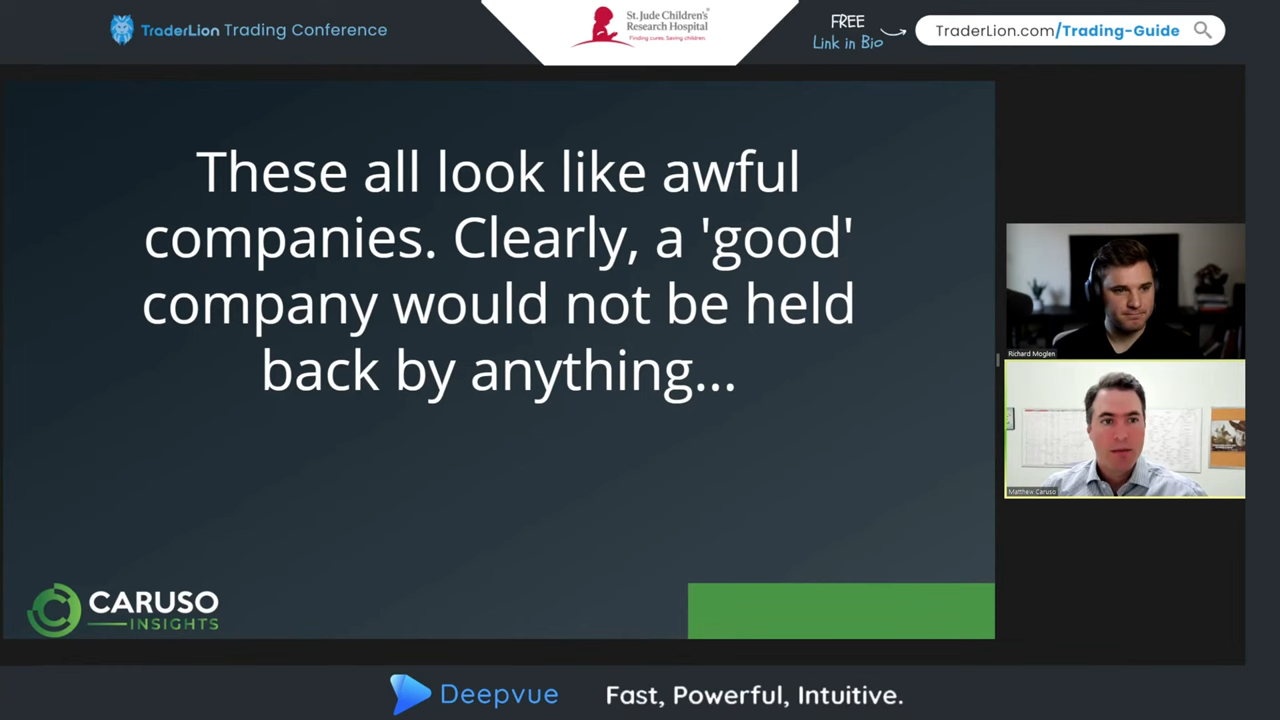 TraderLion Trading Conference
St. Jude Children's
Research Hospital
Finding cures. Saving children.
FREE
Link in Bio
TraderLion.com/Trading-Guide
These all look like awful
companies. Clearly, a 'good'
company would not be held
back by anything...
Richard Moglen
Matthew Caruso
CARUSO
INSIGHTS
Deepvue
Fast, Powerful, Intuitive.